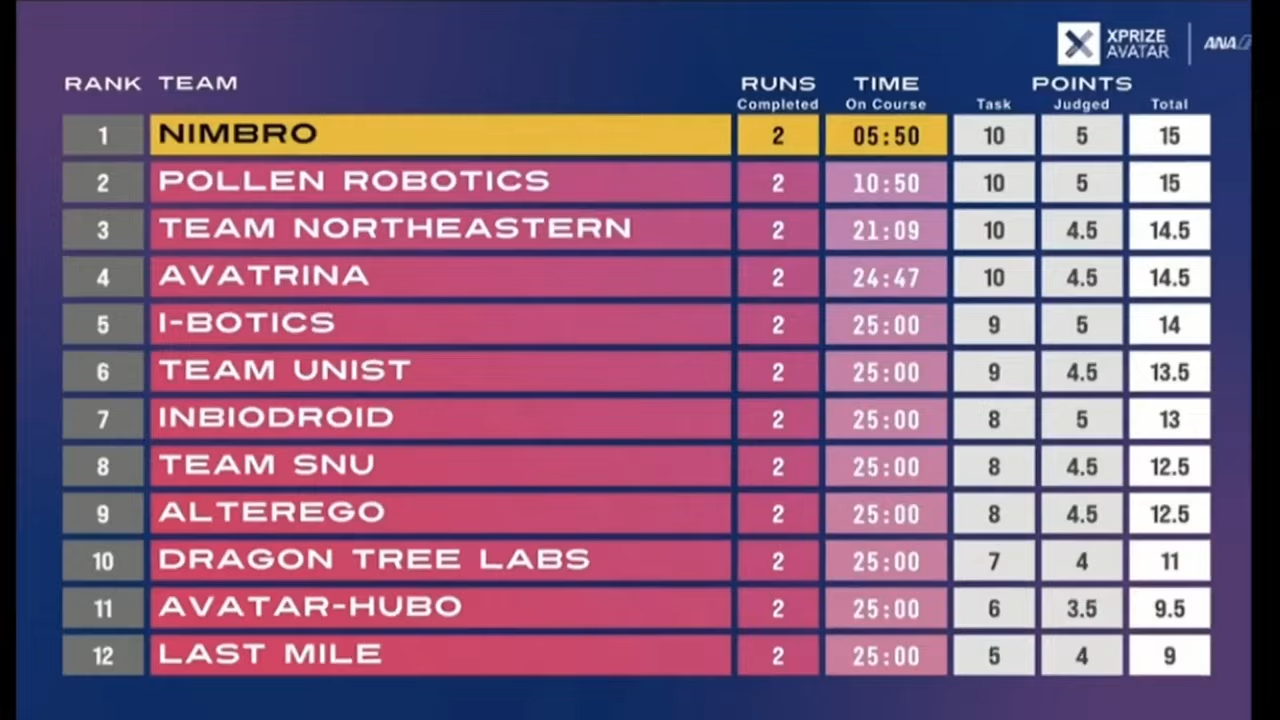 XPRIZE
AVATAR
ANA
RANK TEAM RUNS TIME POINTS
Completed On Course Task Judged Total
1 NIMBRO 2 05:50 10 5 15
2 POLLEN ROBOTICS 2 10:50 10 5 15
3 TEAM NORTHEASTERN 2 21:09 10 4.5 14.5
4 AVATRINA 2 24:47 10 4.5 14.5
5 I-BOTICS 2 25:00 9 5 14
6 TEAM UNIST 2 25:00 9 4.5 13.5
7 INBIODROID 2 25:00 8 5 13
8 TEAM SNU 2 25:00 8 4.5 12.5
9 ALTEREGO 2 25:00 8 4.5 12.5
10 DRAGON TREE LABS 2 25:00 7 4 11
11 AVATAR-HUBO 2 25:00 6 3.5 9.5
12 LAST MILE 2 25:00 5 4 9